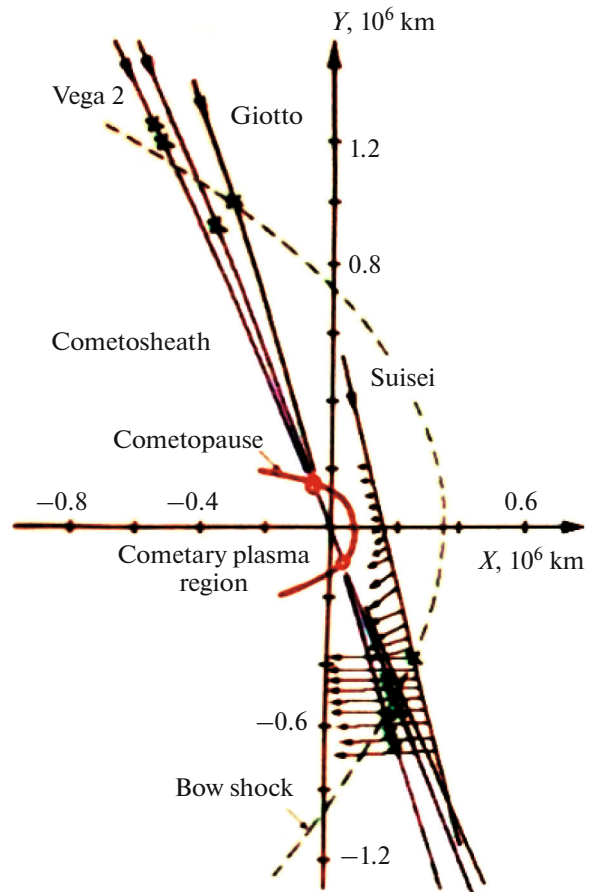 Y, 10⁶ km
Vega 2
Giotto
1.2
0.8
Cometosheath
Suisei
Cometopause
−0.8
−0.4
0.6
Cometary plasma
region
X, 10⁶ km
−0.6
Bow shock
−1.2